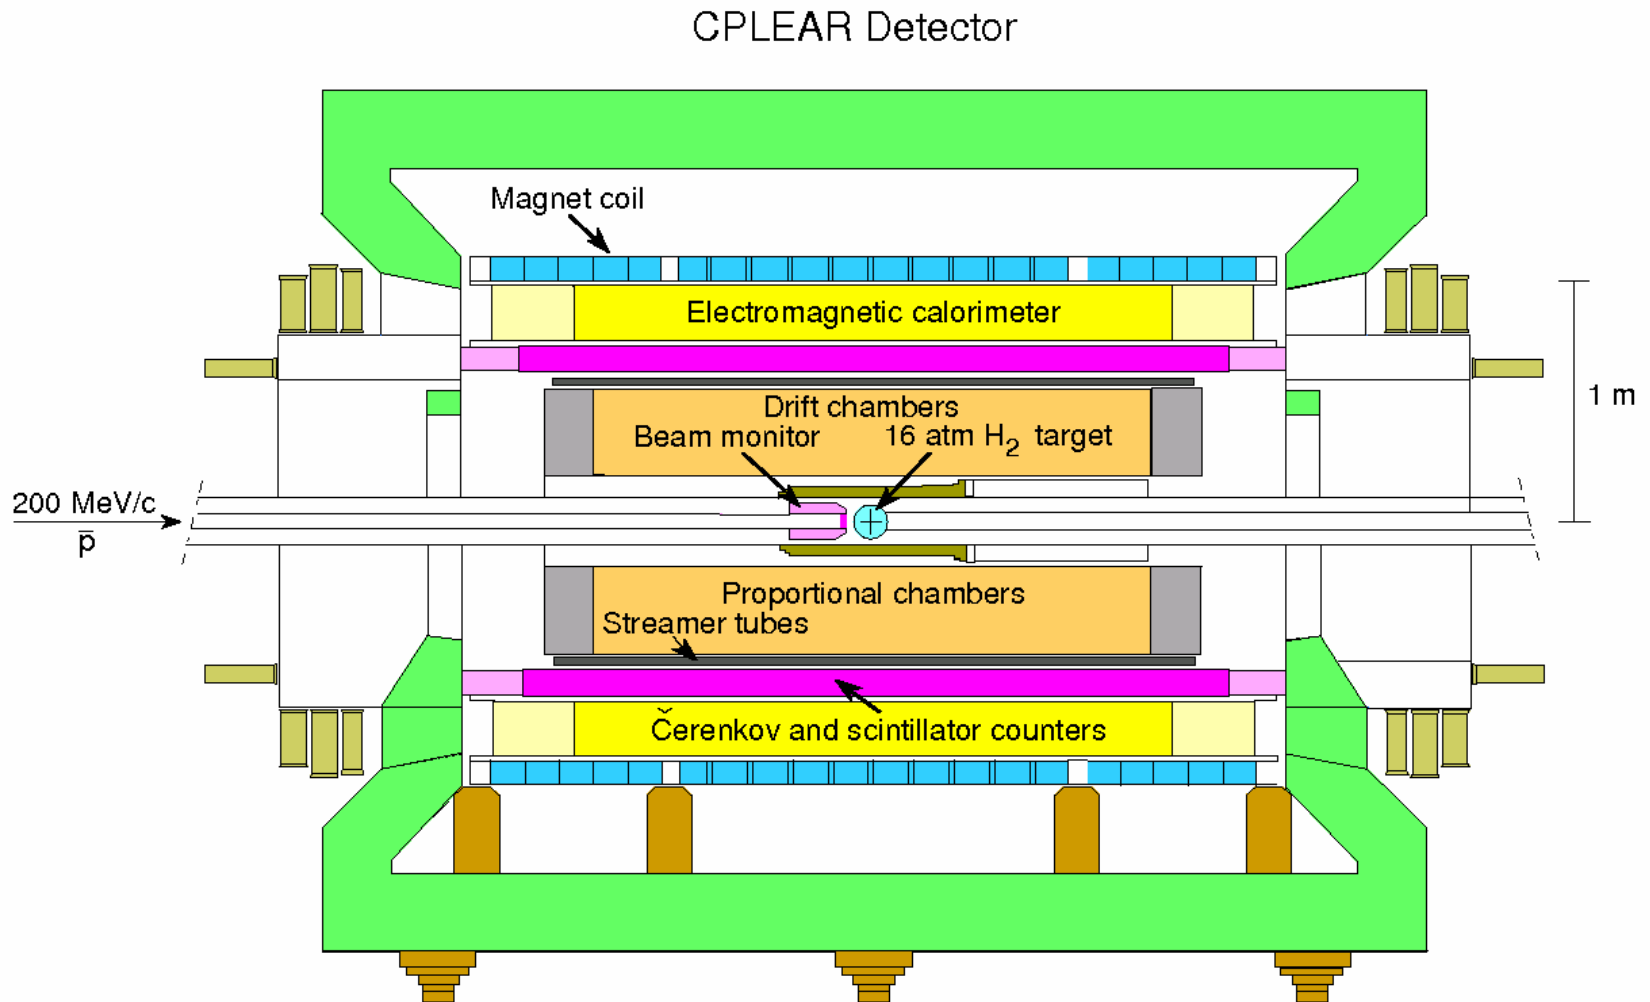 CPLEAR Detector
Magnet coil
Electromagnetic calorimeter
Drift chambers
Beam monitor
16 atm H2 target
1 m
200 MeV/c
p̄
Proportional chambers
Streamer tubes
Čerenkov and scintillator counters